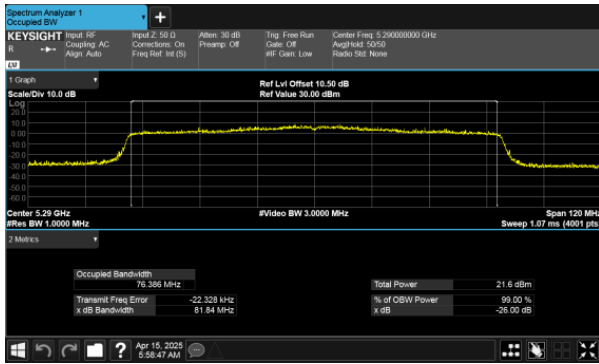 Spectrum Analyzer 1
Occupied BW
KEYSIGHT Input: RF Input Z: 50 Ω Atten: 30 dB Trig: Free Run Center Freq: 5.290000000 GHz
R Coupling: AC Corrections: On Preamp: Off Gate: Off Avg|Hold: 50/50
Align: Auto Freq Ref: Int (S) #IF Gain: Low Radio Std: None
LXI
1 Graph
Ref Lvl Offset 10.50 dB
Scale/Div 10.0 dB Ref Value 30.00 dBm
Log
20.0
10.0
0.00
-10.0
-20.0
-30.0
-40.0
-50.0
-60.0
Center 5.29 GHz #Video BW 3.0000 MHz Span 120 MHz
#Res BW 1.0000 MHz Sweep 1.07 ms (4001 pts)
2 Metrics
Occupied Bandwidth
76.386 MHz Total Power 21.6 dBm
Transmit Freq Error -22.328 kHz % of OBW Power 99.00 %
x dB Bandwidth 81.84 MHz x dB -26.00 dB
? Apr 15, 2025
5:58:47 AM